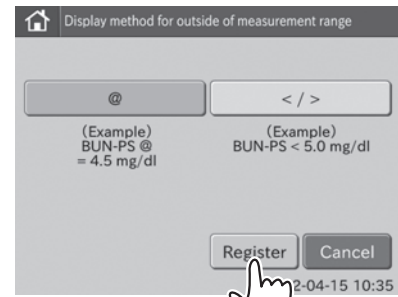 Display method for outside of measurement range
@
< / >
(Example)
BUN-PS @
= 4.5 mg/dl
(Example)
BUN-PS < 5.0 mg/dl
Register
Cancel
2-04-15 10:35